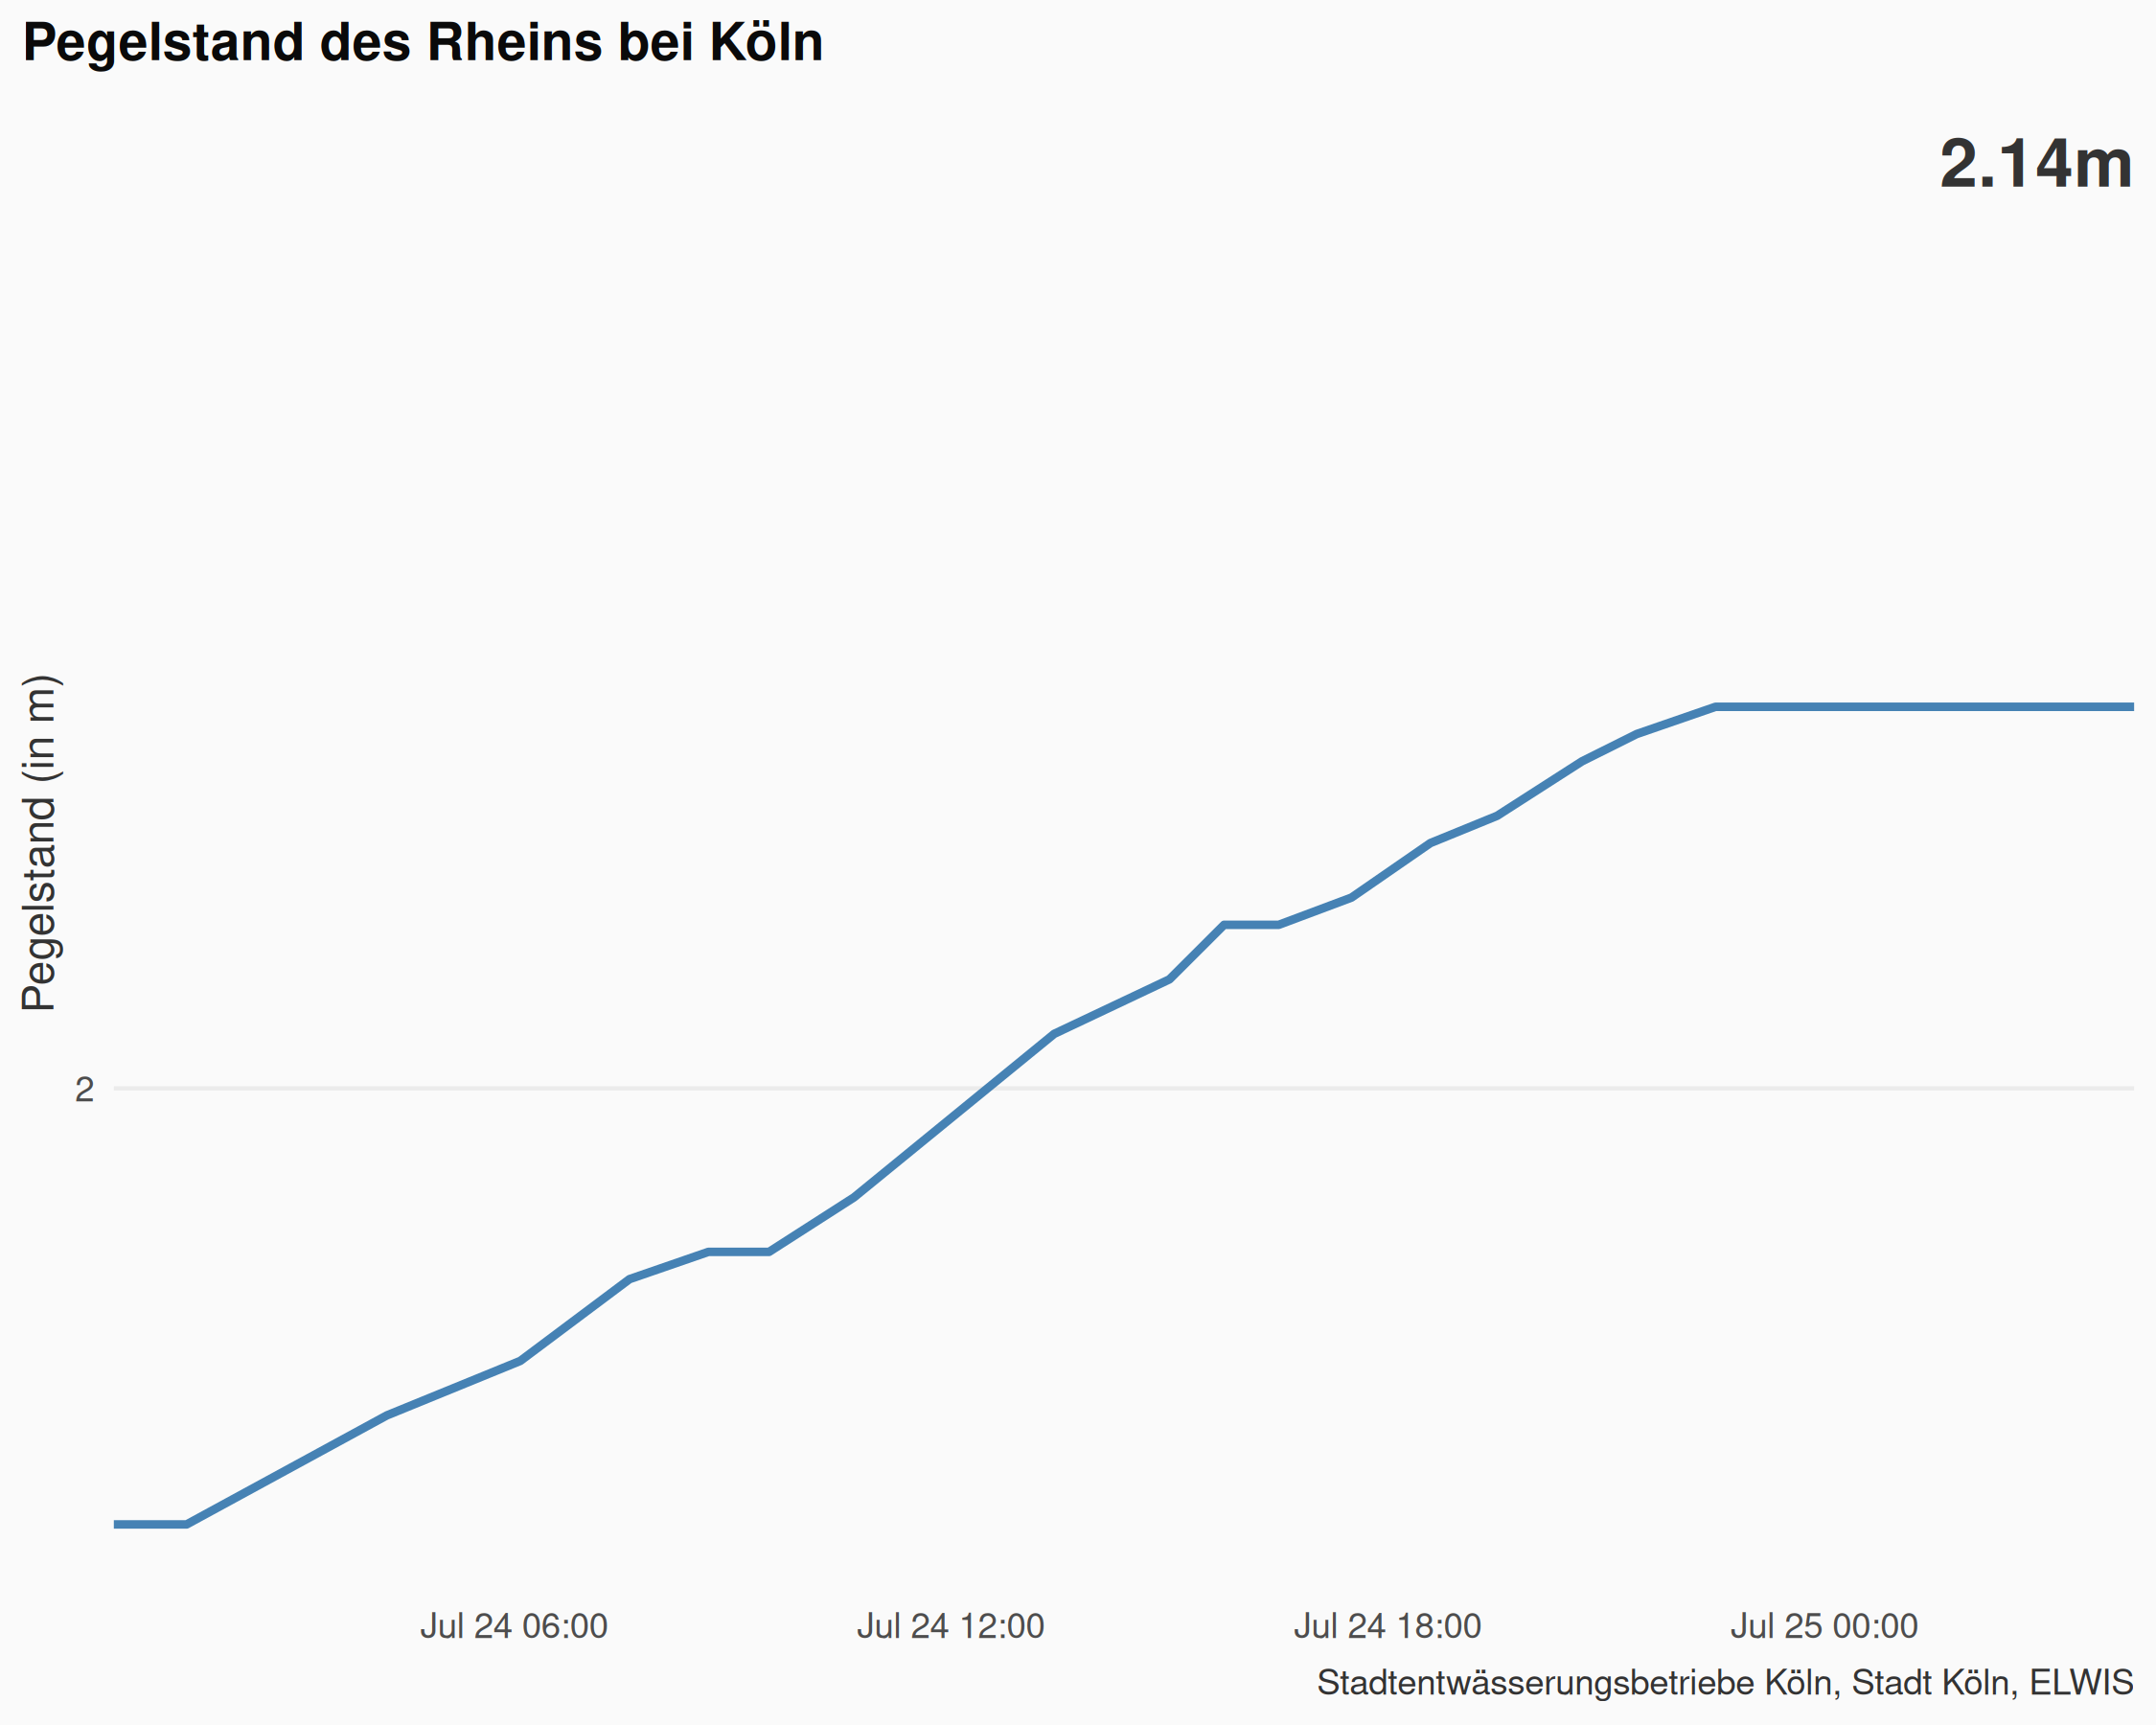 Pegelstand des Rheins bei Köln
2.14m
Pegelstand (in m)
2
Jul 24 06:00
Jul 24 12:00
Jul 24 18:00
Jul 25 00:00
Stadtentwässerungsbetriebe Köln, Stadt Köln, ELWIS